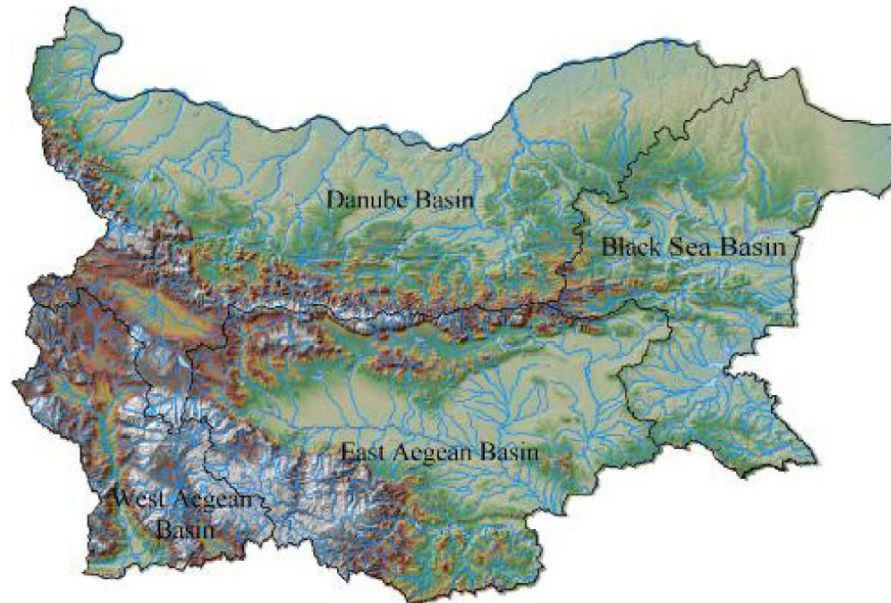 Danube Basin
Black Sea Basin
East Aegean Basin
West Aegean
Basin